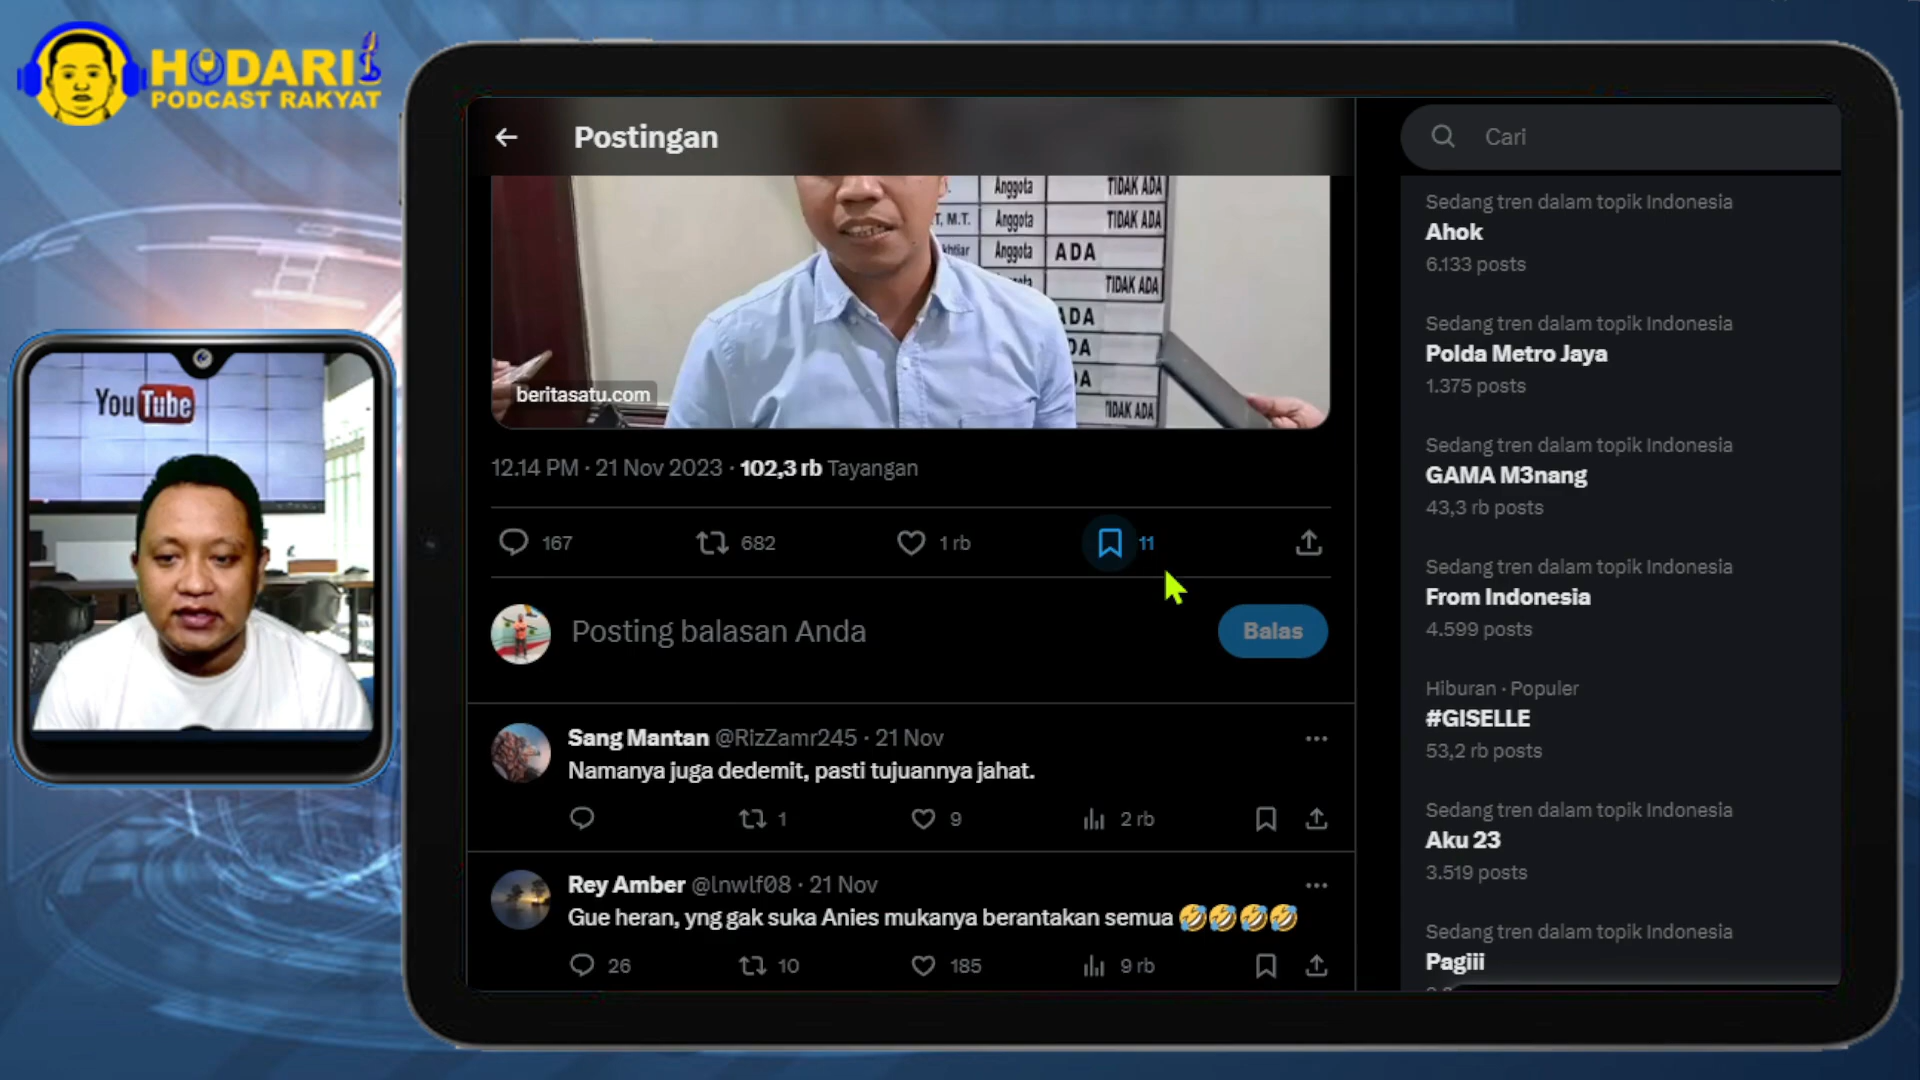 HODARI
PODCAST RAKYAT
YouTube
Postingan
Anggota TIDAK ADA
T, M.T. Anggota TIDAK ADA
Anggota ADA
TIDAK ADA
ADA
TIDAK ADA
beritasatu.com
12.14 PM · 21 Nov 2023 · 102,3 rb Tayangan
167 682 1 rb 11
Posting balasan Anda
Balas
Sang Mantan @RizZamr245 · 21 Nov
Namanya juga dedemit, pasti tujuannya jahat.
1 9 2 rb
Rey Amber @lnwlf08 · 21 Nov
Gue heran, yng gak suka Anies mukanya berantakan semua 🤣🤣🤣🤣
26 10 185 9 rb
Cari
Sedang tren dalam topik Indonesia
Ahok
6.133 posts
Sedang tren dalam topik Indonesia
Polda Metro Jaya
1.375 posts
Sedang tren dalam topik Indonesia
GAMA M3nang
43,3 rb posts
Sedang tren dalam topik Indonesia
From Indonesia
4.599 posts
Hiburan · Populer
#GISELLE
53,2 rb posts
Sedang tren dalam topik Indonesia
Aku 23
3.519 posts
Sedang tren dalam topik Indonesia
Pagiii